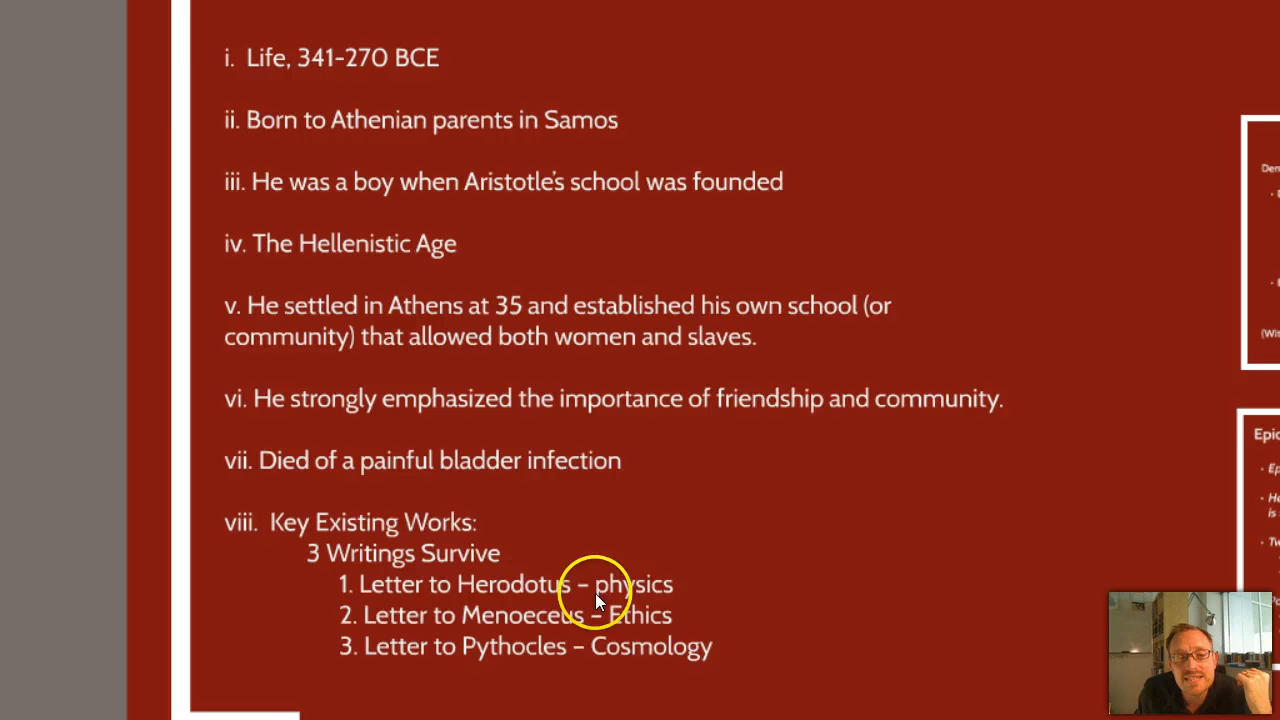 i. Life, 341-270 BCE
ii. Born to Athenian parents in Samos
iii. He was a boy when Aristotle's school was founded
iv. The Hellenistic Age
v. He settled in Athens at 35 and established his own school (or
community) that allowed both women and slaves.
vi. He strongly emphasized the importance of friendship and community.
vii. Died of a painful bladder infection
viii. Key Existing Works:
3 Writings Survive
1. Letter to Herodotus – physics
2. Letter to Menoeceus – Ethics
3. Letter to Pythocles – Cosmology